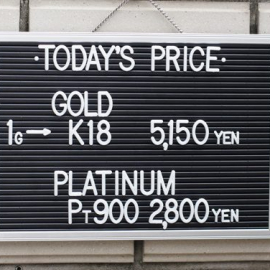 ·TODAY'S PRICE·
GOLD
1G→ K18 5,150 YEN
PLATINUM
PT900 2,800 YEN